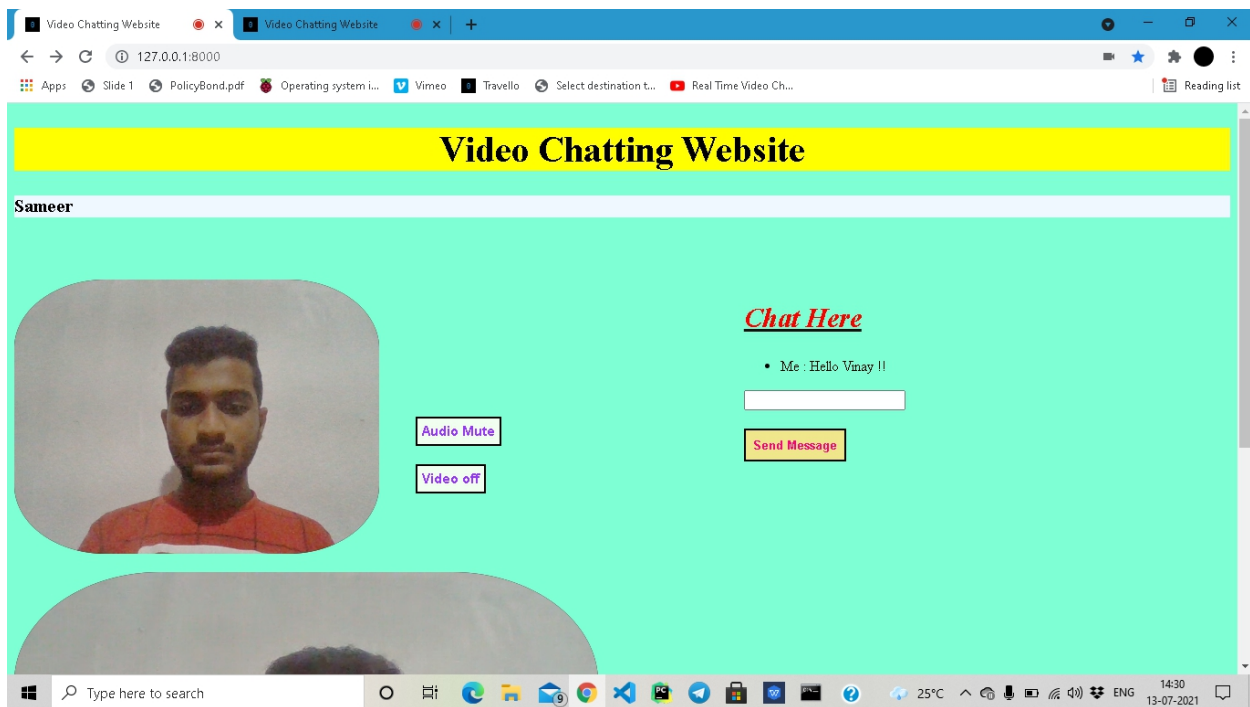 Video Chatting Website
Video Chatting Website
127.0.0.1:8000
Apps Slide 1 PolicyBond.pdf Operating system i... Vimeo Travello Select destination t... Real Time Video Ch... Reading list
Video Chatting Website
Sameer
Chat Here
Me : Hello Vinay !!
Audio Mute
Send Message
Video off
Type here to search
9
PC
25°C
ENG
14:30
13-07-2021